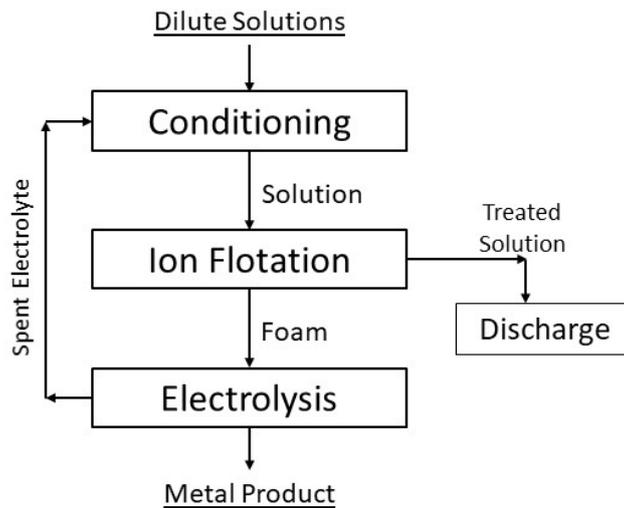 Dilute Solutions
Conditioning
Solution
Spent Electrolyte
Treated
Solution
Ion Flotation
Discharge
Foam
Electrolysis
Metal Product